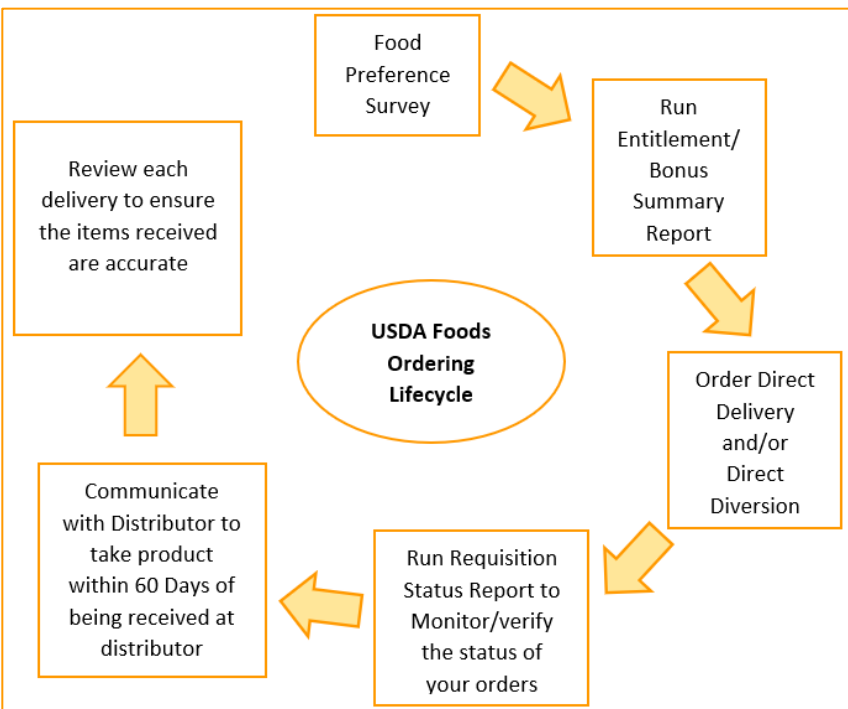 Food
Preference
Survey
Run
Entitlement/
Bonus
Summary
Report
Order Direct
Delivery
and/or
Direct
Diversion
Run Requisition
Status Report to
Monitor/verify
the status of
your orders
Communicate
with Distributor to
take product
within 60 Days of
being received at
distributor
Review each
delivery to ensure
the items received
are accurate
USDA Foods
Ordering
Lifecycle